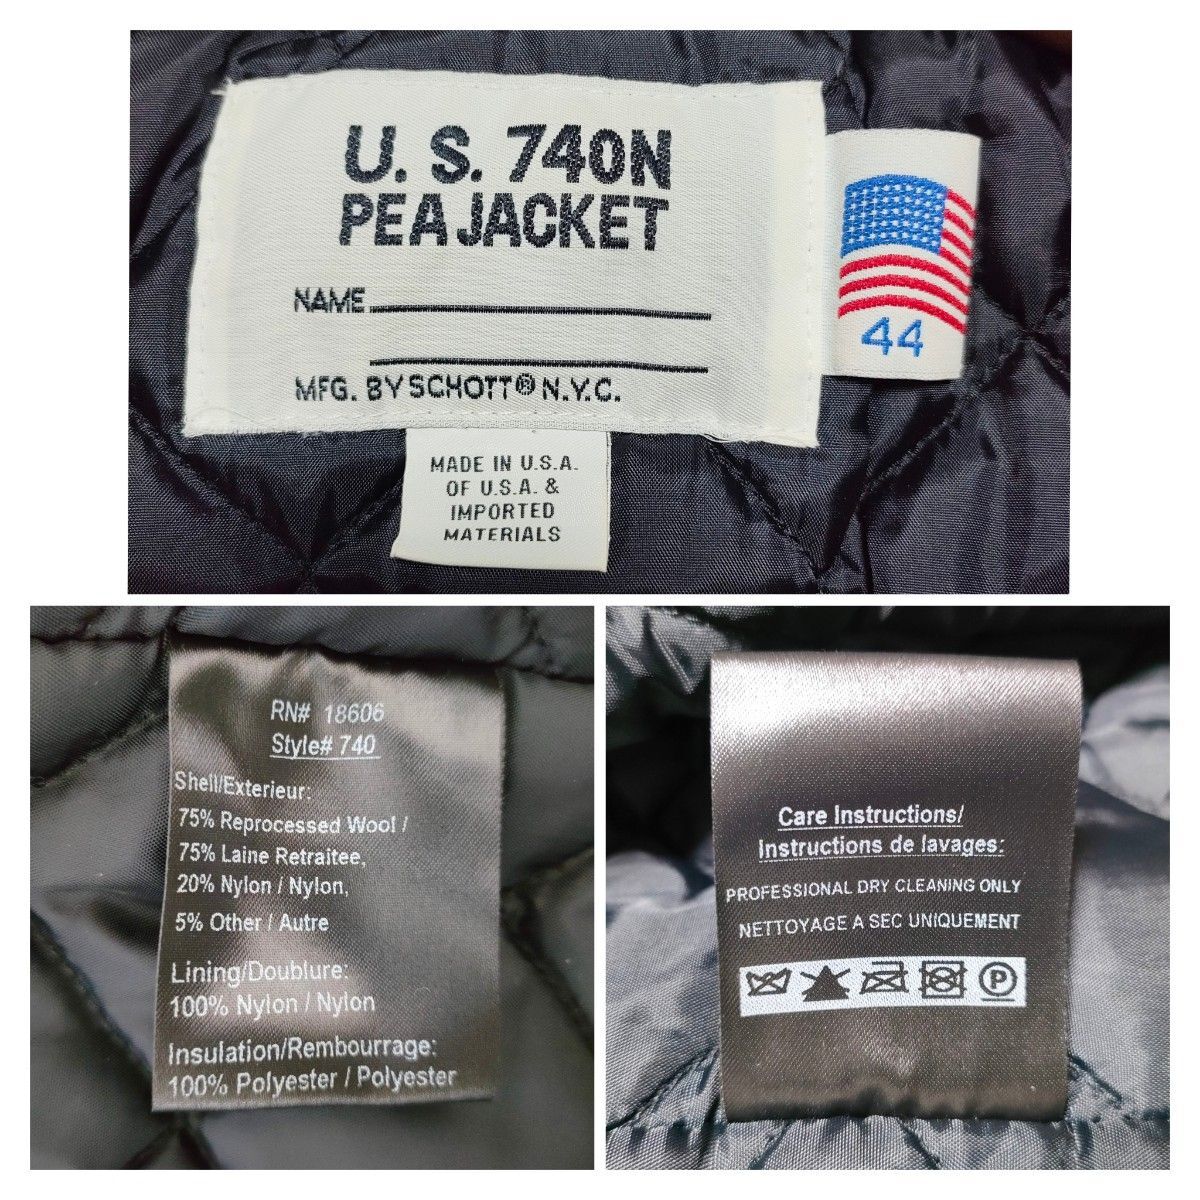 U. S. 740N
PEA JACKET
NAME
MFG. BY SCHOTT® N.Y.C.
44
MADE IN U.S.A.
OF U.S.A. &
IMPORTED
MATERIALS
RN# 18606
Style# 740
Shell/Exterieur:
75% Reprocessed Wool /
75% Laine Retraitee,
20% Nylon / Nylon,
5% Other / Autre
Lining/Doublure:
100% Nylon / Nylon
Insulation/Rembourrage:
100% Polyester / Polyester
Care Instructions/
Instructions de lavages:
PROFESSIONAL DRY CLEANING ONLY
NETTOYAGE A SEC UNIQUEMENT
P